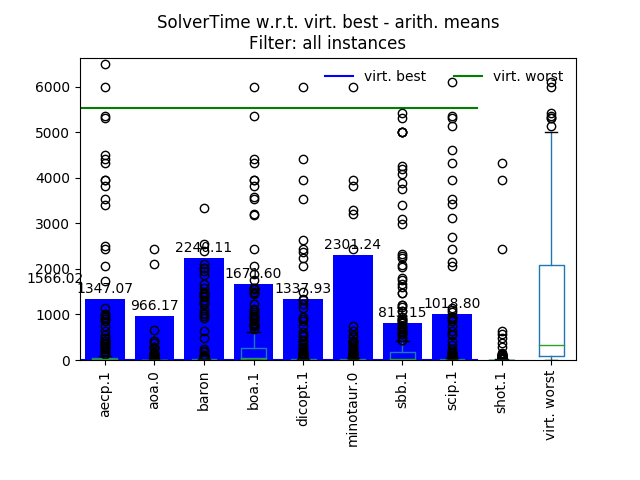 SolverTime w.r.t. virt. best - arith. means
Filter: all instances
virt. best
virt. worst
6000
5000
4000
3000
2000
1000
0
1566.02
1347.07
966.17
1671.60
1337.93
2301.24
1018.80
aecp.1
aoa.0
baron
boa.1
dicopt.1
minotaur.0
sbb.1
scip.1
shot.1
virt. worst